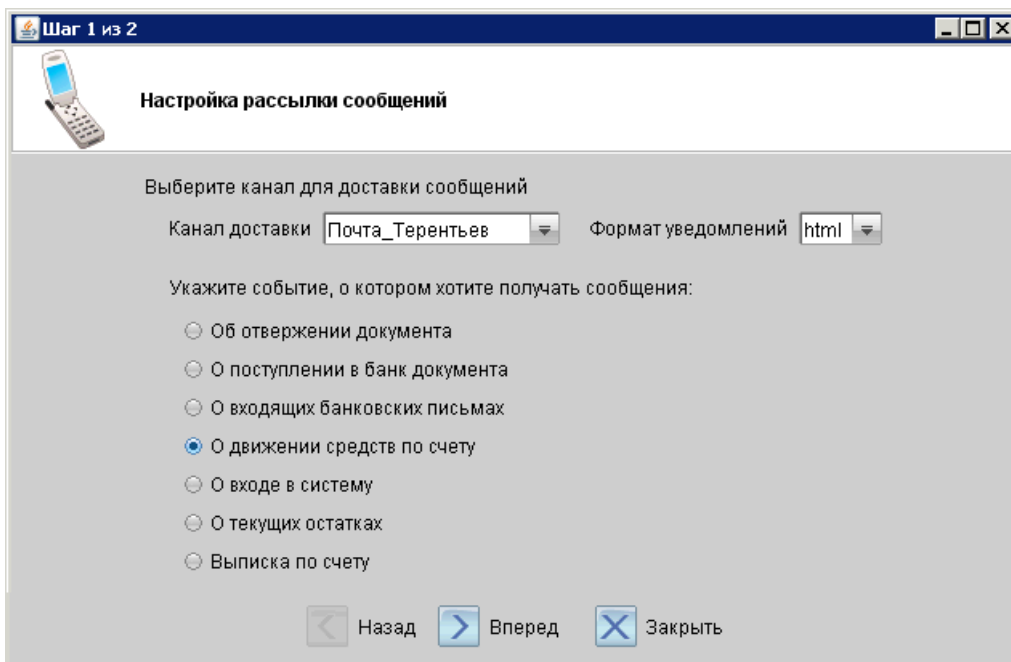 Шаг 1 из 2
Настройка рассылки сообщений
Выберите канал для доставки сообщений
Канал доставки Почта_Терентьев Формат уведомлений html
Укажите событие, о котором хотите получать сообщения:
Об отвержении документа
О поступлении в банк документа
О входящих банковских письмах
О движении средств по счету
О входе в систему
О текущих остатках
Выписка по счету
Назад Вперед Закрыть